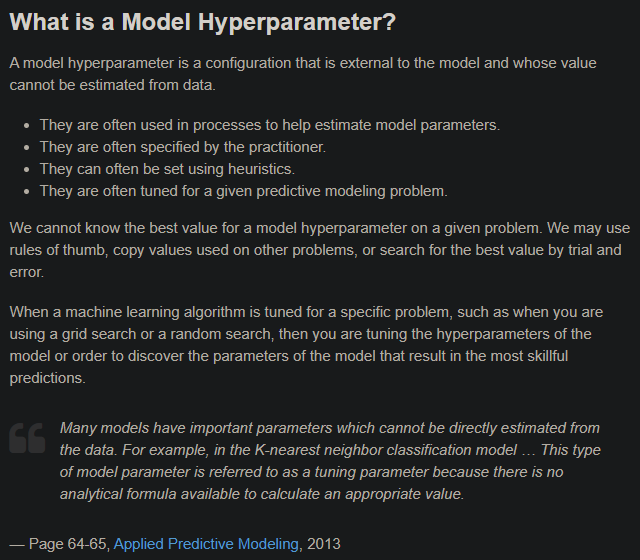 What is a Model Hyperparameter?
A model hyperparameter is a configuration that is external to the model and whose value
cannot be estimated from data.
• They are often used in processes to help estimate model parameters.
• They are often specified by the practitioner.
• They can often be set using heuristics.
• They are often tuned for a given predictive modeling problem.
We cannot know the best value for a model hyperparameter on a given problem. We may use
rules of thumb, copy values used on other problems, or search for the best value by trial and
error.
When a machine learning algorithm is tuned for a specific problem, such as when you are
using a grid search or a random search, then you are tuning the hyperparameters of the
model or order to discover the parameters of the model that result in the most skillful
predictions.
“ Many models have important parameters which cannot be directly estimated from
the data. For example, in the K-nearest neighbor classification model … This type
of model parameter is referred to as a tuning parameter because there is no
analytical formula available to calculate an appropriate value.
— Page 64-65, Applied Predictive Modeling, 2013